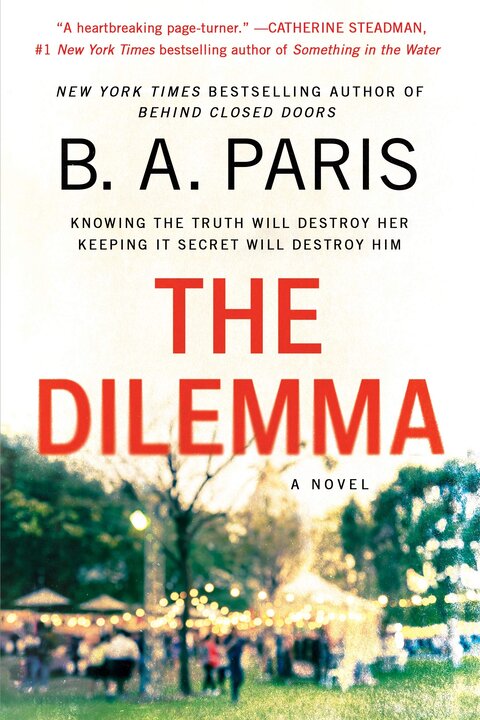 “A heartbreaking page-turner.” —CATHERINE STEADMAN,
#1 New York Times bestselling author of Something in the Water
NEW YORK TIMES BESTSELLING AUTHOR OF
BEHIND CLOSED DOORS
B. A. PARIS
KNOWING THE TRUTH WILL DESTROY HER
KEEPING IT SECRET WILL DESTROY HIM
THE
DILEMMA
A NOVEL